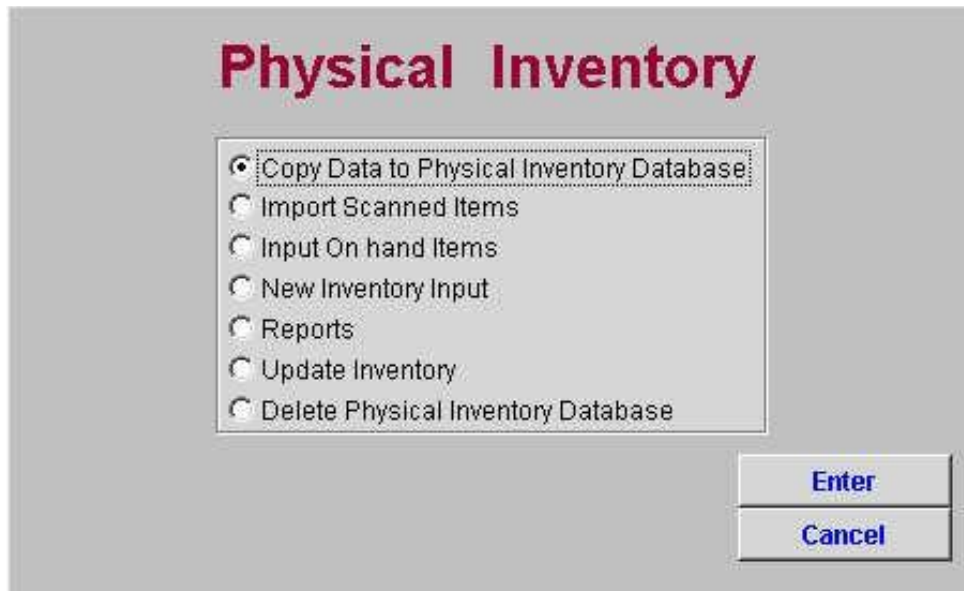 Physical Inventory
Copy Data to Physical Inventory Database
Import Scanned Items
Input On hand Items
New Inventory Input
Reports
Update Inventory
Delete Physical Inventory Database
Enter
Cancel